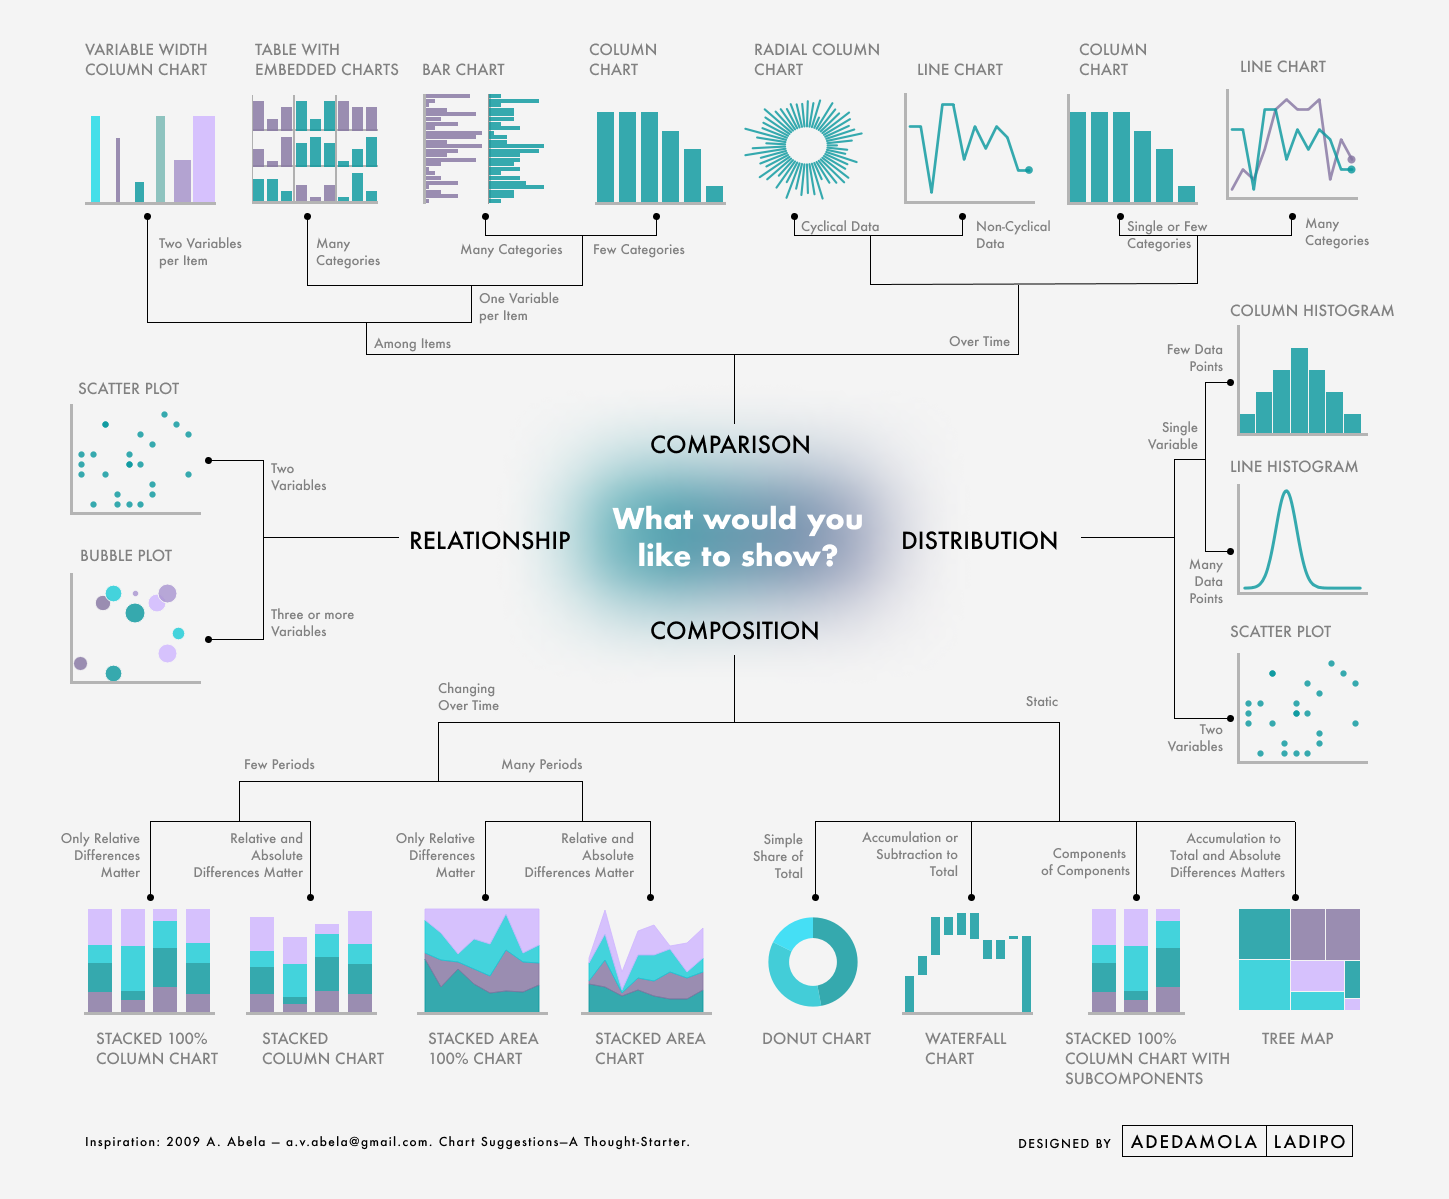 VARIABLE WIDTH
COLUMN CHART
TABLE WITH
EMBEDDED CHARTS
BAR CHART
COLUMN
CHART
RADIAL COLUMN
CHART
LINE CHART
COLUMN
CHART
LINE CHART
Two Variables
per Item
Many
Categories
Many Categories
Few Categories
Cyclical Data
Non-Cyclical
Data
Single or Few
Categories
Many
Categories
One Variable
per Item
Among Items
Over Time
COLUMN HISTOGRAM
Few Data
Points
Single
Variable
LINE HISTOGRAM
Many
Data
Points
SCATTER PLOT
Two
Variables
SCATTER PLOT
Two
Variables
BUBBLE PLOT
Three or more
Variables
COMPARISON
RELATIONSHIP
What would you
like to show?
DISTRIBUTION
COMPOSITION
Changing
Over Time
Static
Few Periods
Many Periods
Only Relative
Differences
Matter
Relative and
Absolute
Differences Matter
Only Relative
Differences
Matter
Relative and
Absolute
Differences Matter
Simple
Share of
Total
Accumulation or
Subtraction to
Total
Components
of Components
Accumulation to
Total and Absolute
Differences Matters
STACKED 100%
COLUMN CHART
STACKED
COLUMN CHART
STACKED AREA
100% CHART
STACKED AREA
CHART
DONUT CHART
WATERFALL
CHART
STACKED 100%
COLUMN CHART WITH
SUBCOMPONENTS
TREE MAP
Inspiration: 2009 A. Abela – a.v.abela@gmail.com. Chart Suggestions—A Thought-Starter.
DESIGNED BY ADEDAMOLA LADIPO